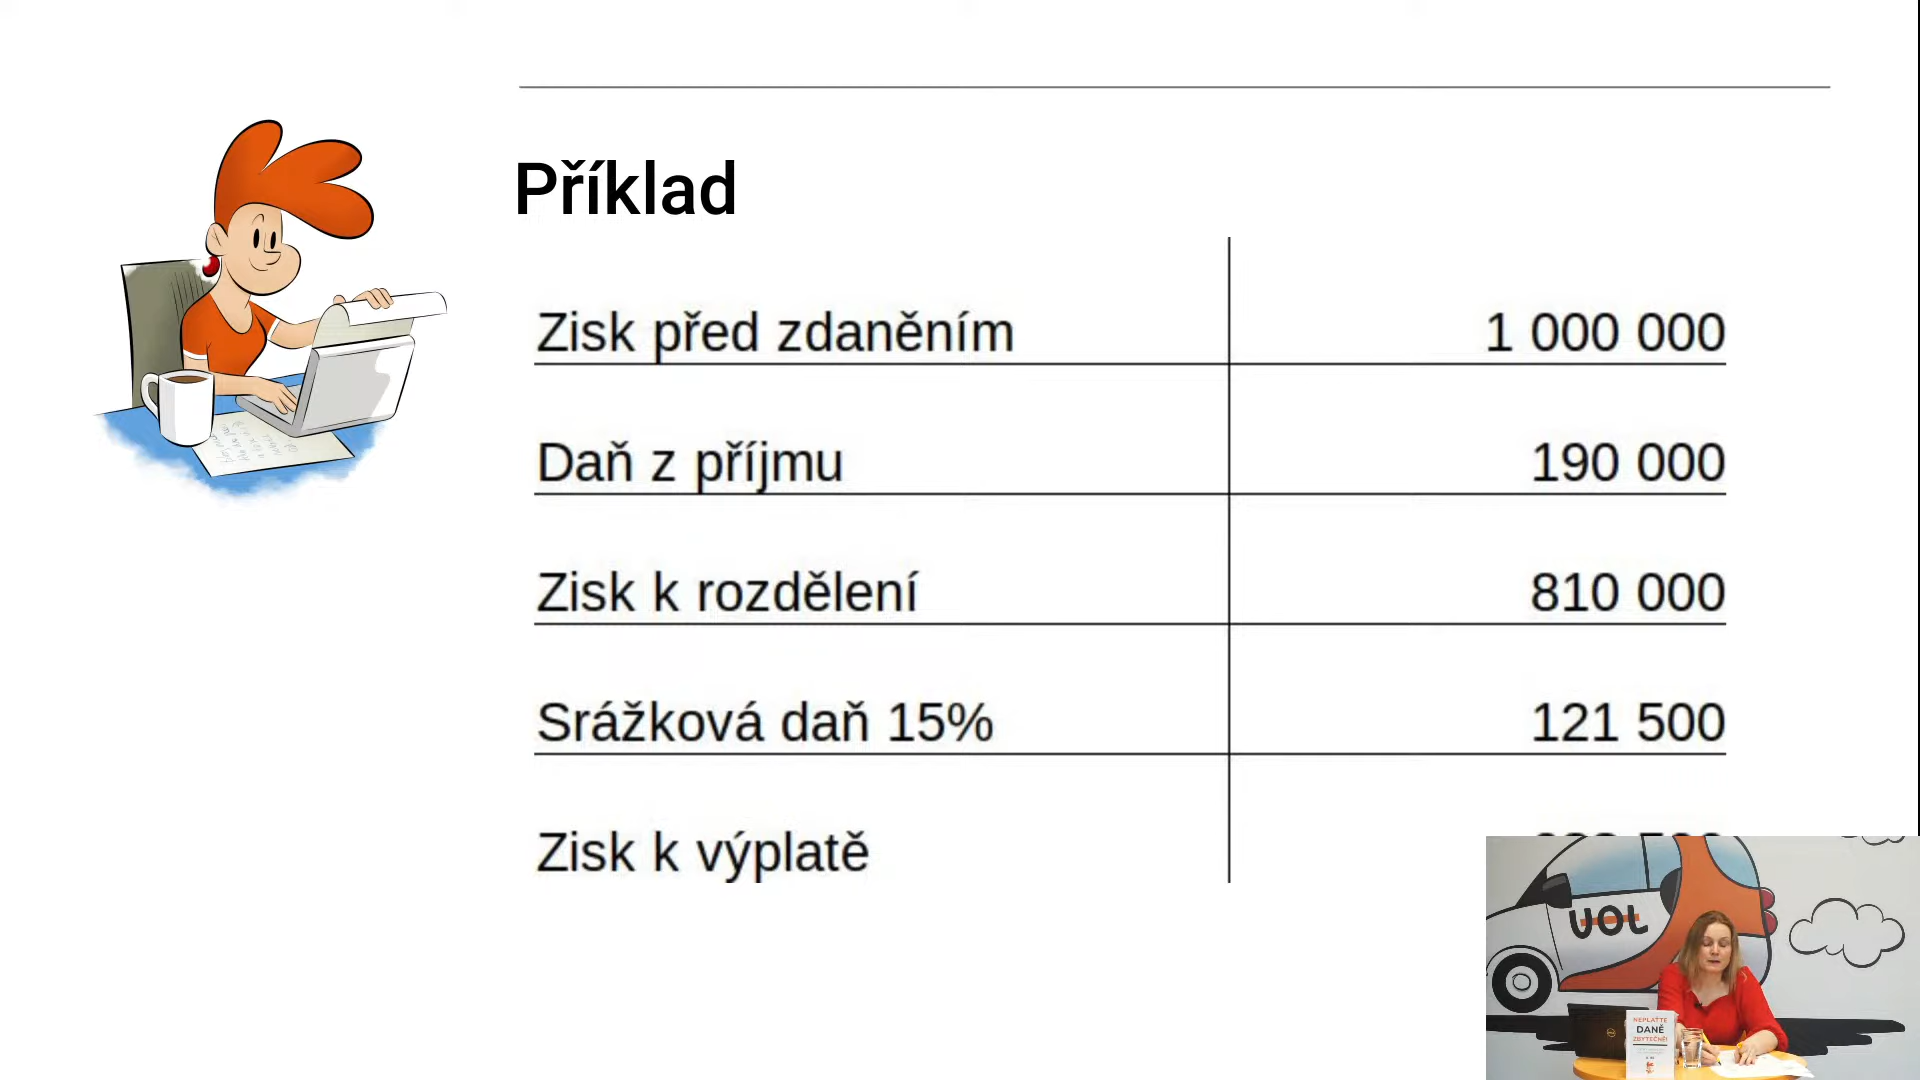 Příklad
Zisk před zdaněním 1 000 000
Daň z příjmu 190 000
Zisk k rozdělení 810 000
Srážková daň 15% 121 500
Zisk k výplatě
UOL
NEPLAŤTE
DANĚ
ZBYTEČNĚ!